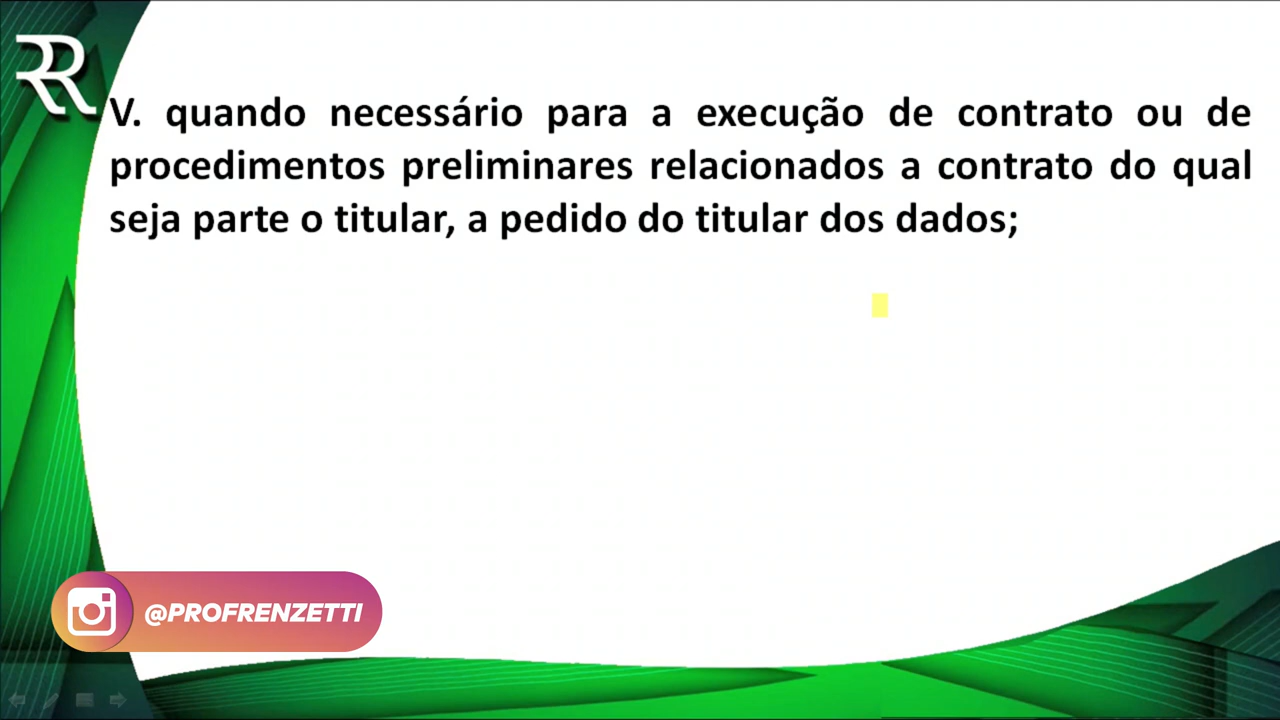 V. quando necessário para a execução de contrato ou de
procedimentos preliminares relacionados a contrato do qual
seja parte o titular, a pedido do titular dos dados;
@PROFRENZETTI